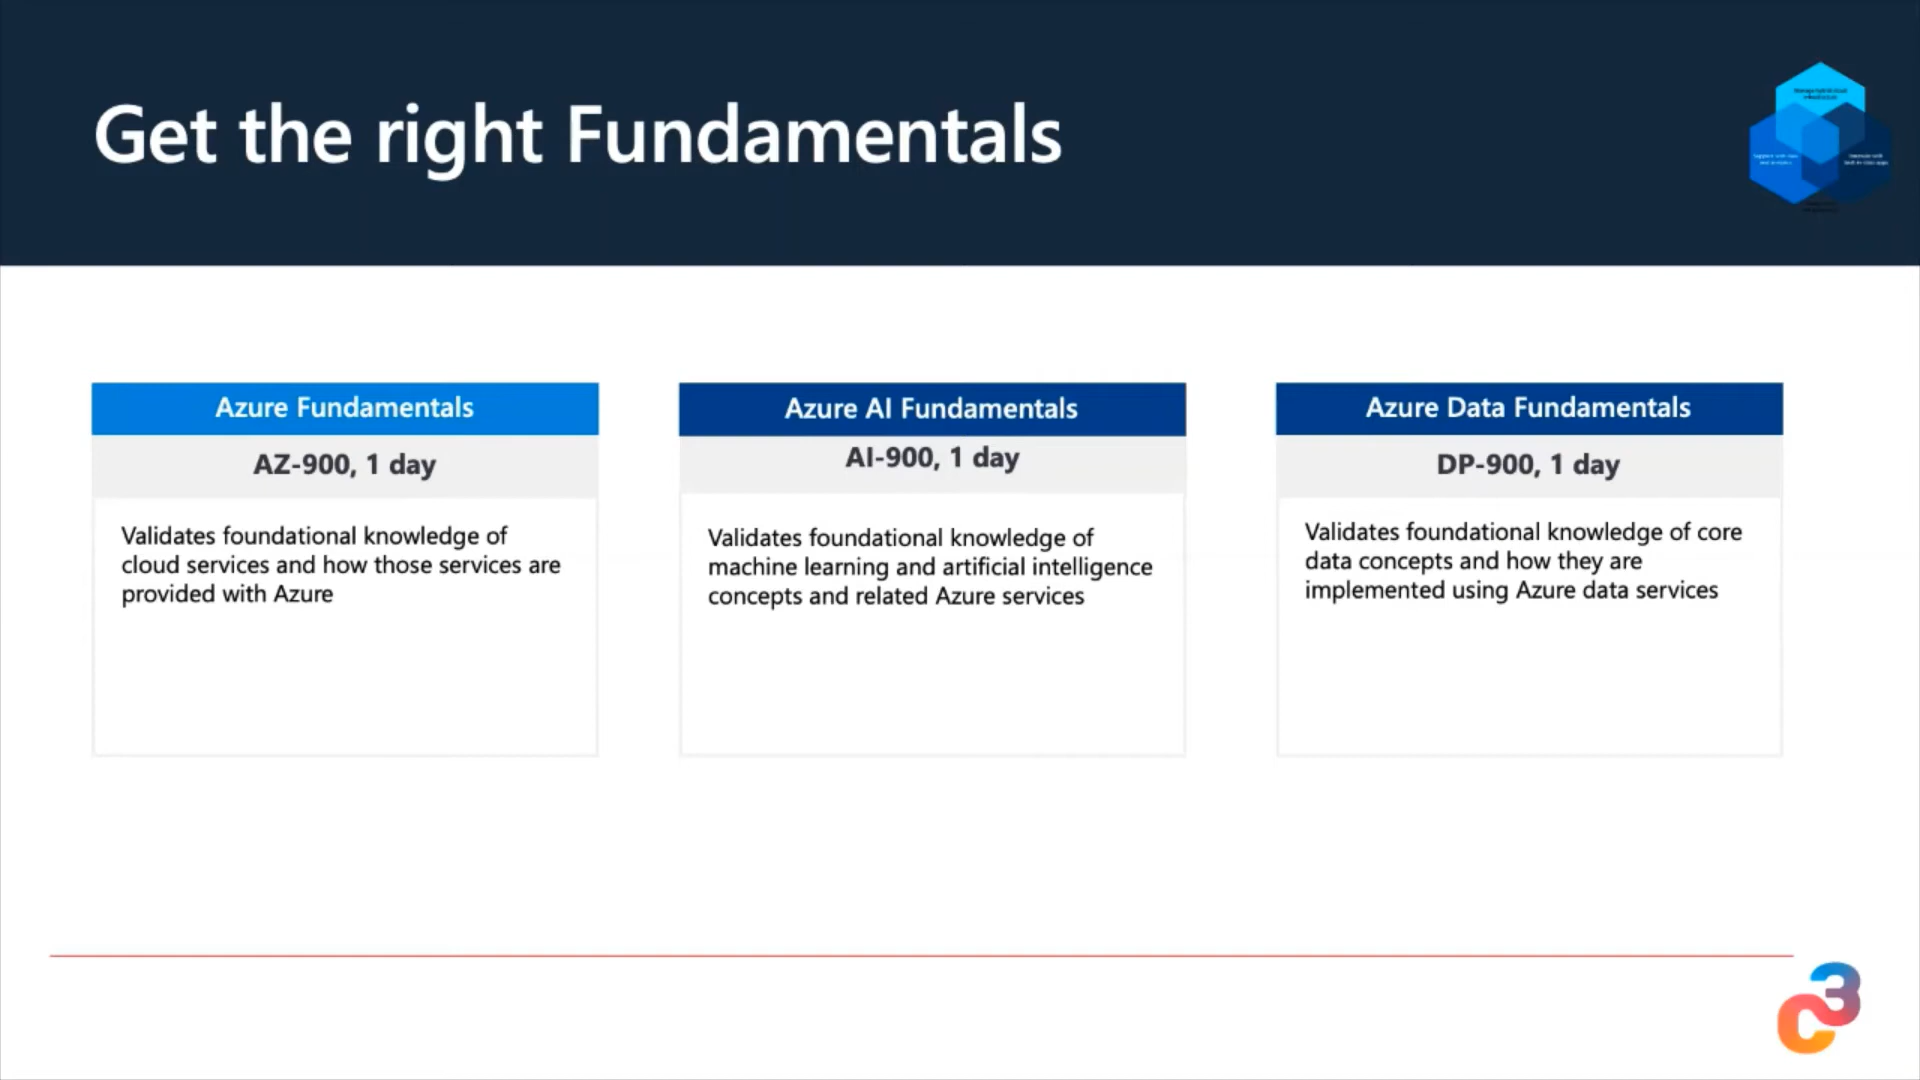 Get the right Fundamentals
Azure Fundamentals
AZ-900, 1 day
Validates foundational knowledge of
cloud services and how those services are
provided with Azure
Azure AI Fundamentals
AI-900, 1 day
Validates foundational knowledge of
machine learning and artificial intelligence
concepts and related Azure services
Azure Data Fundamentals
DP-900, 1 day
Validates foundational knowledge of core
data concepts and how they are
implemented using Azure data services
c3